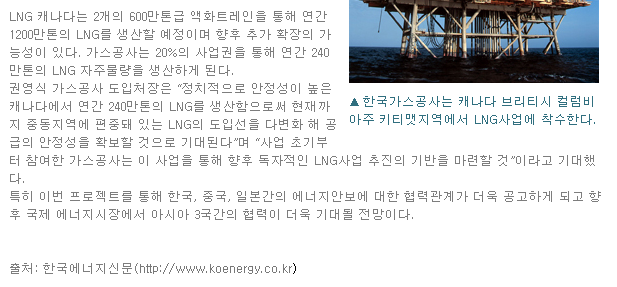 LNG 캐나다는 2개의 600만톤급 액화트레인을 통해 연간
1200만톤의 LNG를 생산할 예정이며 향후 추가 확장의 가
능성이 있다. 가스공사는 20%의 사업권을 통해 연간 240
만톤의 LNG 자주물량을 생산하게 된다.
권영식 가스공사 도입처장은 “정치적으로 안정성이 높은
캐나다에서 연간 240만톤의 LNG를 생산함으로써 현재까
지 중동지역에 편중돼 있는 LNG의 도입선을 다변화 해 공
급의 안정성을 확보할 것으로 기대된다”며 “사업 초기부
터 참여한 가스공사는 이 사업을 통해 향후 독자적인 LNG사업 추진의 기반을 마련할 것”이라고 기대했
다.
특히 이번 프로젝트를 통해 한국, 중국, 일본간의 에너지안보에 대한 협력관계가 더욱 공고하게 되고 향
후 국제 에너지시장에서 아시아 3국간의 협력이 더욱 기대될 전망이다.
▲한국가스공사는 캐나다 브리티시 컬럼비
아주 키티맷지역에서 LNG사업에 착수한다.
출처: 한국에너지신문(http://www.koenergy.co.kr)